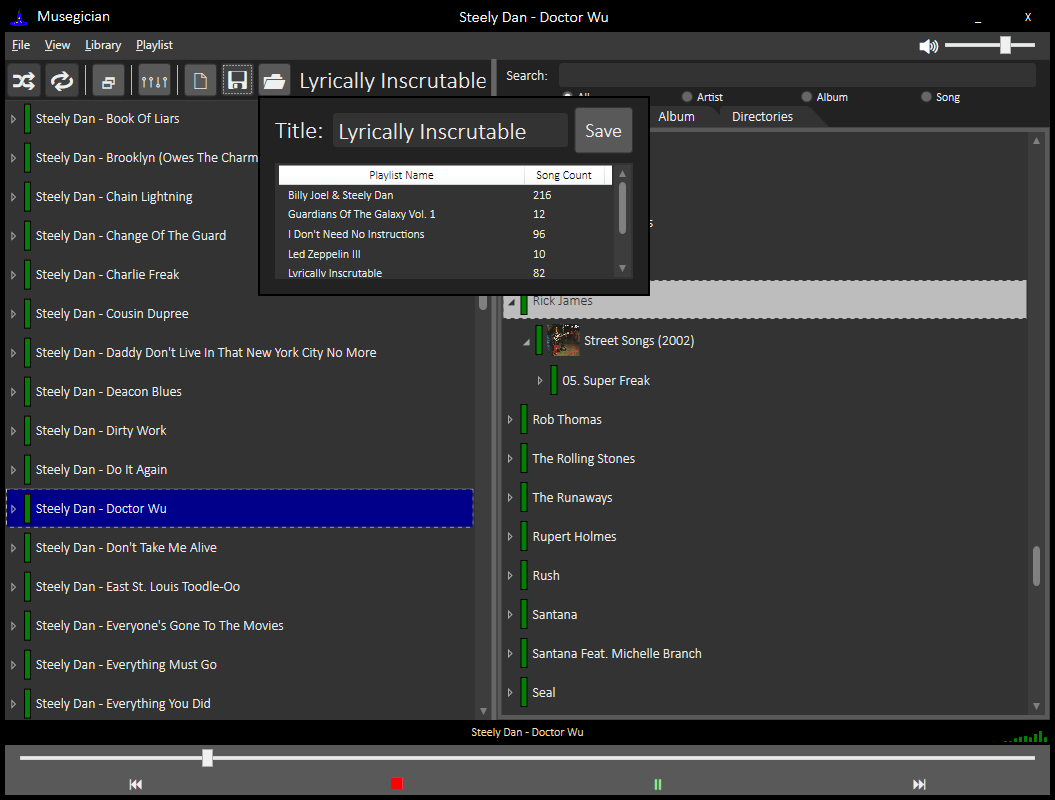 Musegician
Steely Dan - Doctor Wu
_ X
File View Library Playlist
Lyrically Inscrutable
Search:
Artist Album Song
Album Directories
Title: Lyrically Inscrutable Save
Playlist Name Song Count
Billy Joel & Steely Dan 216
Guardians Of The Galaxy Vol. 1 12
I Don't Need No Instructions 96
Led Zeppelin III 10
Lyrically Inscrutable 82
Steely Dan - Book Of Liars
Steely Dan - Brooklyn (Owes The Charm
Steely Dan - Chain Lightning
Steely Dan - Change Of The Guard
Steely Dan - Charlie Freak
Steely Dan - Cousin Dupree
Steely Dan - Daddy Don't Live In That New York City No More
Steely Dan - Deacon Blues
Steely Dan - Dirty Work
Steely Dan - Do It Again
Steely Dan - Doctor Wu
Steely Dan - Don't Take Me Alive
Steely Dan - East St. Louis Toodle-Oo
Steely Dan - Everyone's Gone To The Movies
Steely Dan - Everything Must Go
Steely Dan - Everything You Did
Rick James
Street Songs (2002)
05. Super Freak
Rob Thomas
The Rolling Stones
The Runaways
Rupert Holmes
Rush
Santana
Santana Feat. Michelle Branch
Seal
Steely Dan - Doctor Wu